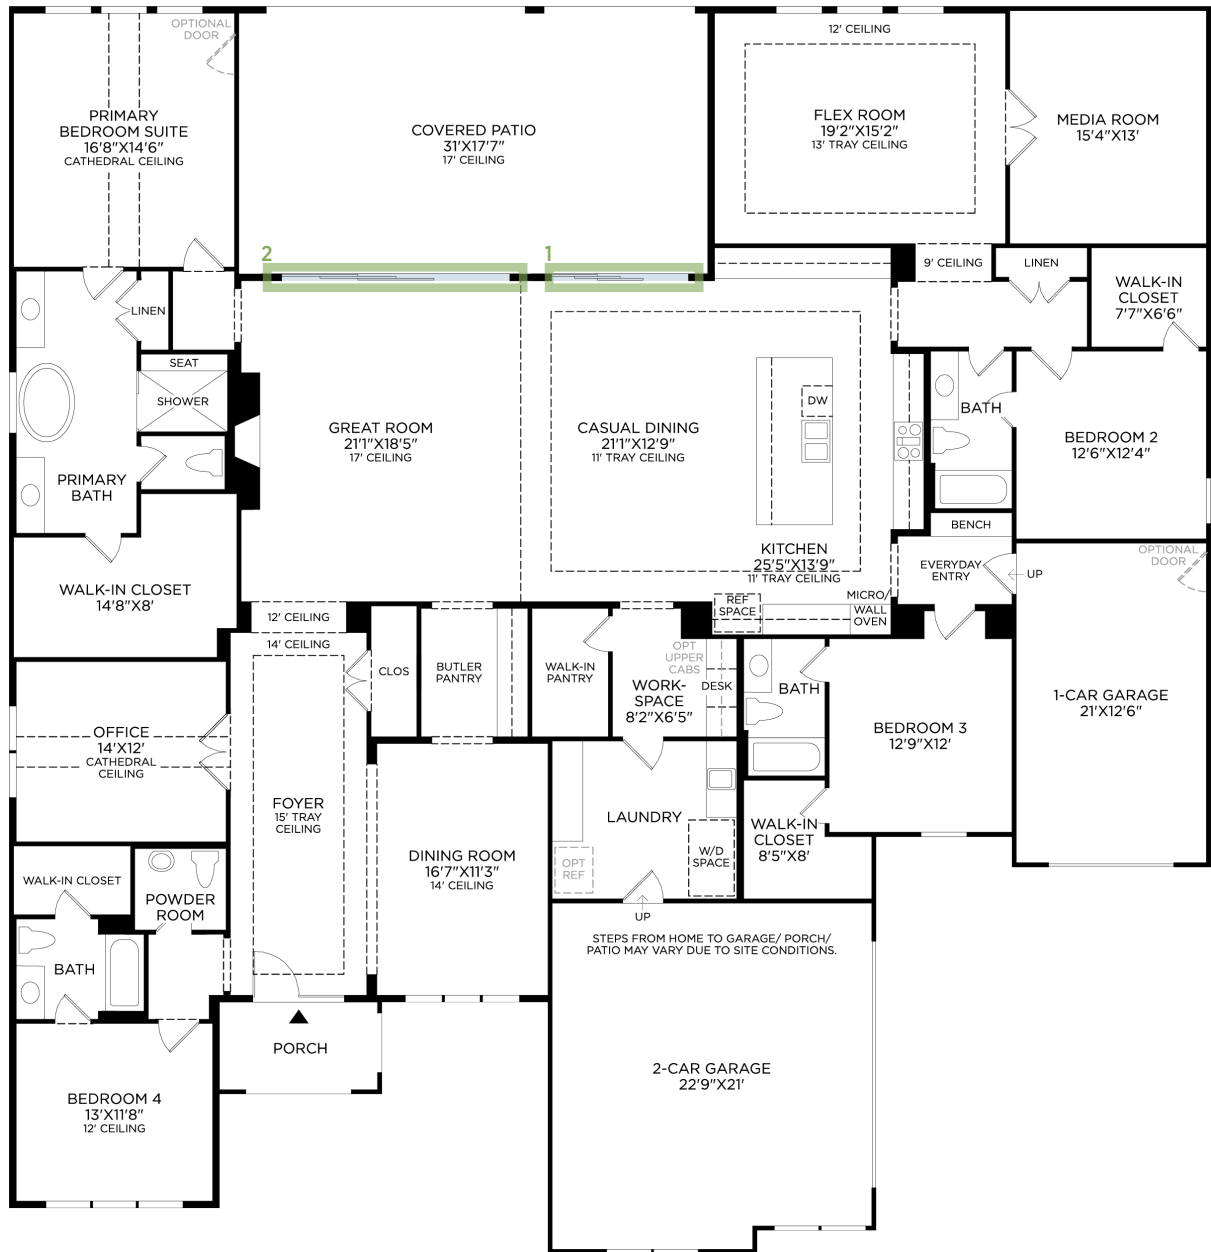 OPTIONAL
DOOR
PRIMARY
BEDROOM SUITE
16'8"X14'6"
CATHEDRAL CEILING
COVERED PATIO
31'X17'7"
17' CEILING
12' CEILING
FLEX ROOM
19'2"X15'2"
13' TRAY CEILING
MEDIA ROOM
15'4"X13'
2
1
9' CEILING
LINEN
WALK-IN
CLOSET
7'7"X6'6"
LINEN
SEAT
SHOWER
PRIMARY
BATH
GREAT ROOM
21'1"X18'5"
17' CEILING
CASUAL DINING
21'1"X12'9"
11' TRAY CEILING
DW
BATH
BEDROOM 2
12'6"X12'4"
BENCH
KITCHEN
25'5"X13'9"
11' TRAY CEILING
EVERYDAY
ENTRY
UP
OPTIONAL
DOOR
WALK-IN CLOSET
14'8"X8'
MICRO/
WALL
OVEN
REF
SPACE
12' CEILING
14' CEILING
CLOS
BUTLER
PANTRY
WALK-IN
PANTRY
OPT
UPPER
CABS
WORK-
SPACE
8'2"X6'5"
DESK
BATH
BEDROOM 3
12'9"X12'
1-CAR GARAGE
21'X12'6"
OFFICE
14'X12'
CATHEDRAL
CEILING
FOYER
15' TRAY
CEILING
DINING ROOM
16'7"X11'3"
14' CEILING
LAUNDRY
OPT
REF
W/D
SPACE
WALK-IN
CLOSET
8'5"X8'
WALK-IN CLOSET
POWDER
ROOM
BATH
UP
STEPS FROM HOME TO GARAGE/ PORCH/
PATIO MAY VARY DUE TO SITE CONDITIONS.
PORCH
2-CAR GARAGE
22'9"X21'
BEDROOM 4
13'X11'8"
12' CEILING